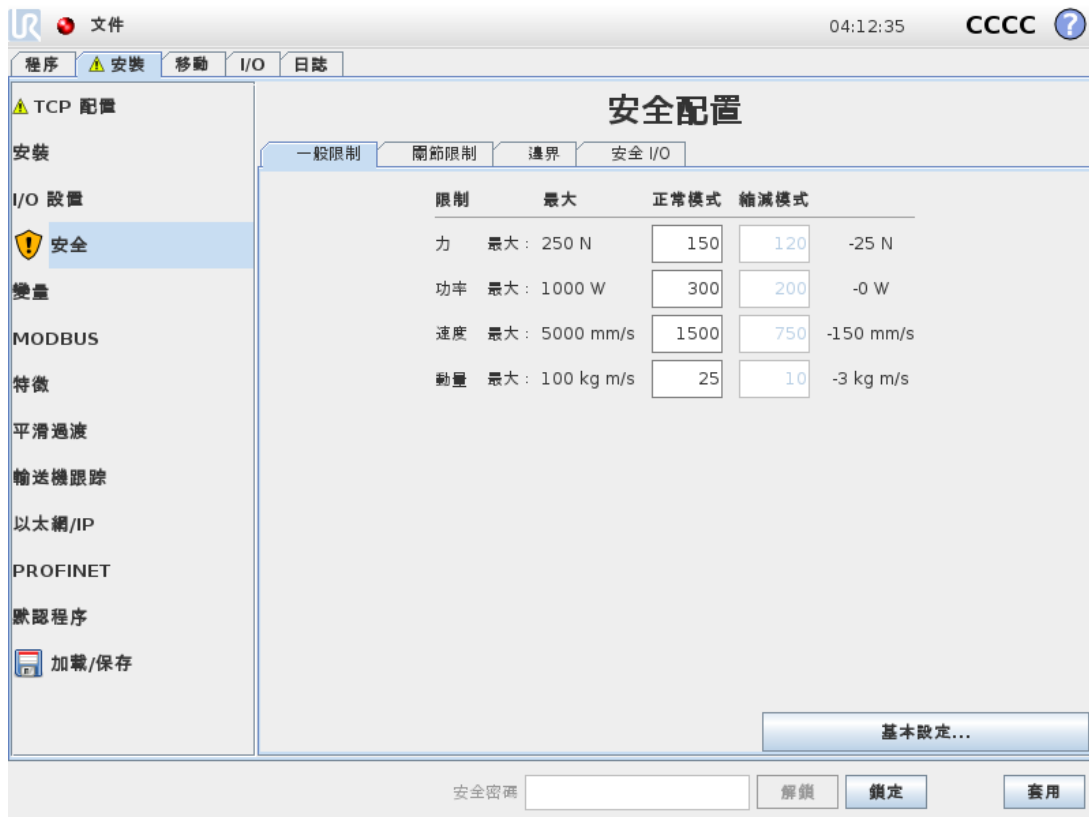 UR 文件 04:12:35 CCCC ?
程序 安裝 移動 I/O 日誌
TCP 配置
安裝
I/O 設置
安全
變量
MODBUS
特徵
平滑過渡
輸送機跟踪
以太網/IP
PROFINET
默認程序
加載/保存
安全配置
一般限制 關節限制 邊界 安全 I/O
限制 最大 正常模式 縮減模式
力 最大： 250 N 150 120 -25 N
功率 最大： 1000 W 300 200 -0 W
速度 最大： 5000 mm/s 1500 750 -150 mm/s
動量 最大： 100 kg m/s 25 10 -3 kg m/s
基本設定...
安全密碼 解鎖 鎖定 套用